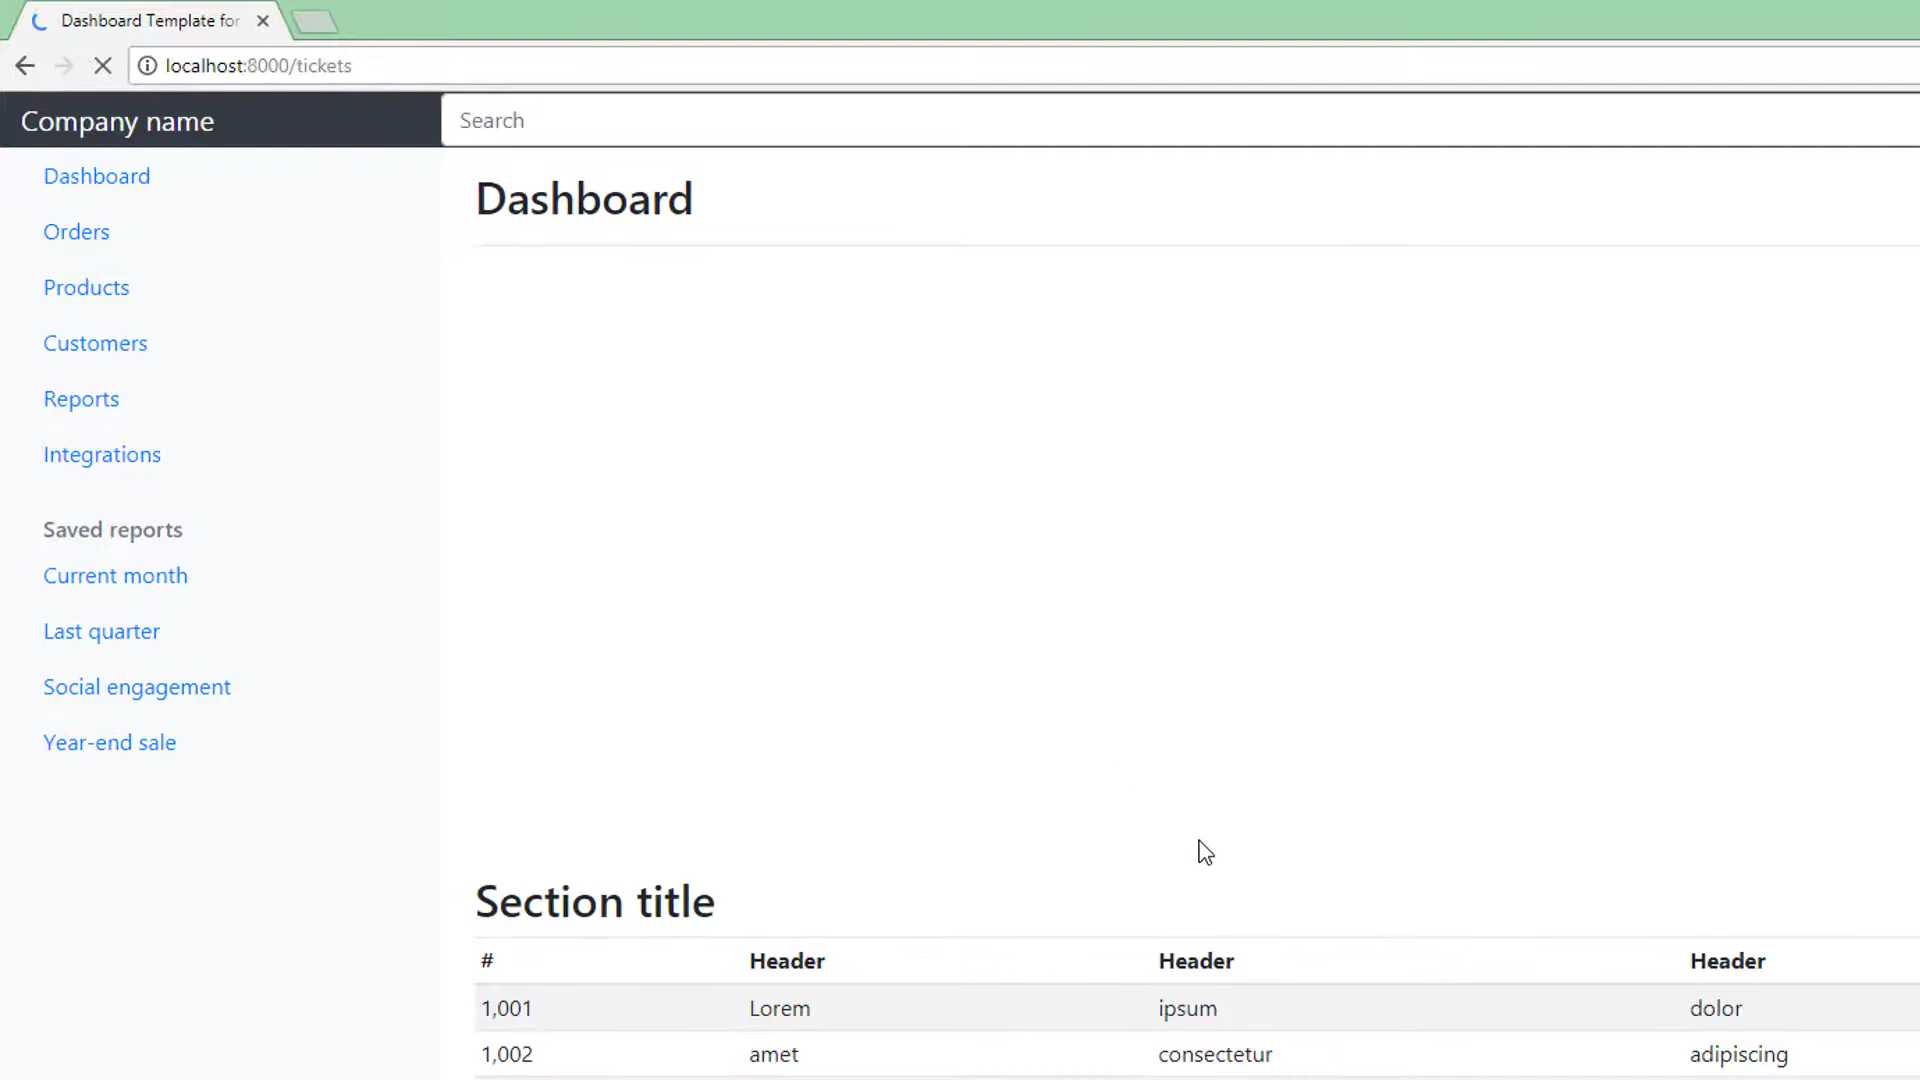 Dashboard Template for
localhost:8000/tickets
Company name
Search
Dashboard
Orders
Products
Customers
Reports
Integrations
Saved reports
Current month
Last quarter
Social engagement
Year-end sale
Dashboard
Section title
# Header Header Header
1,001 Lorem ipsum dolor
1,002 amet consectetur adipiscing